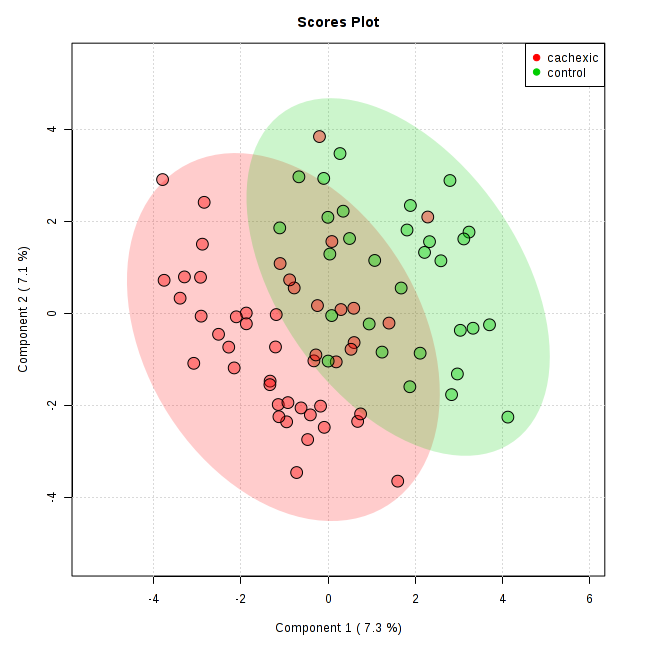 Scores Plot
cachexic
control
4
2
0
-2
-4
Component 2 ( 7.1 %)
-4
-2
0
2
4
6
Component 1 ( 7.3 %)